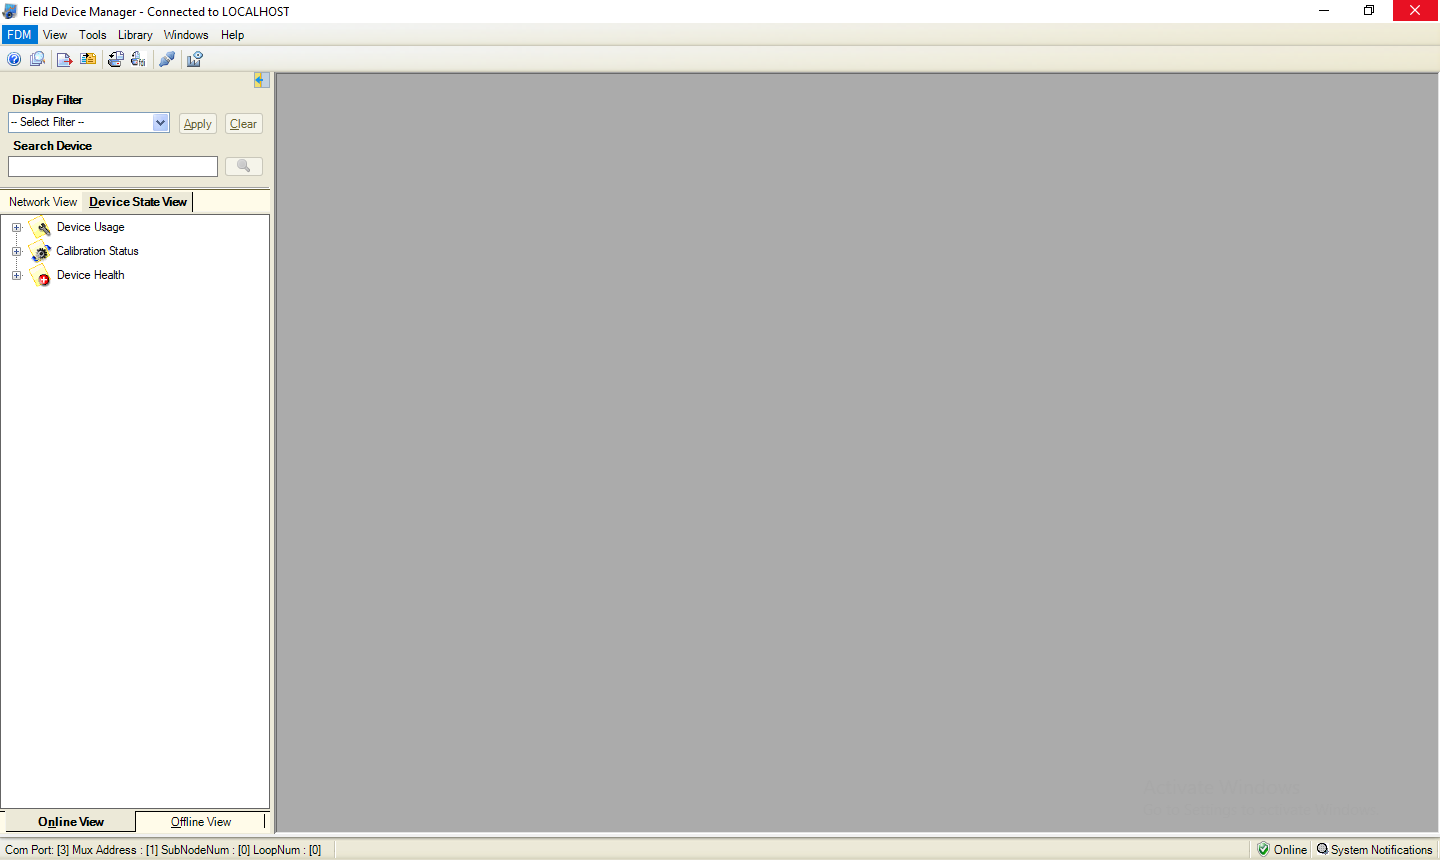 Field Device Manager - Connected to LOCALHOST
FDM View Tools Library Windows Help
Display Filter
-- Select Filter --
Apply
Clear
Search Device
Network View
Device State View
Device Usage
Calibration Status
Device Health
Online View
Offline View
Com Port: [3] Mux Address : [1] SubNodeNum : [0] LoopNum : [0]
Online
System Notifications